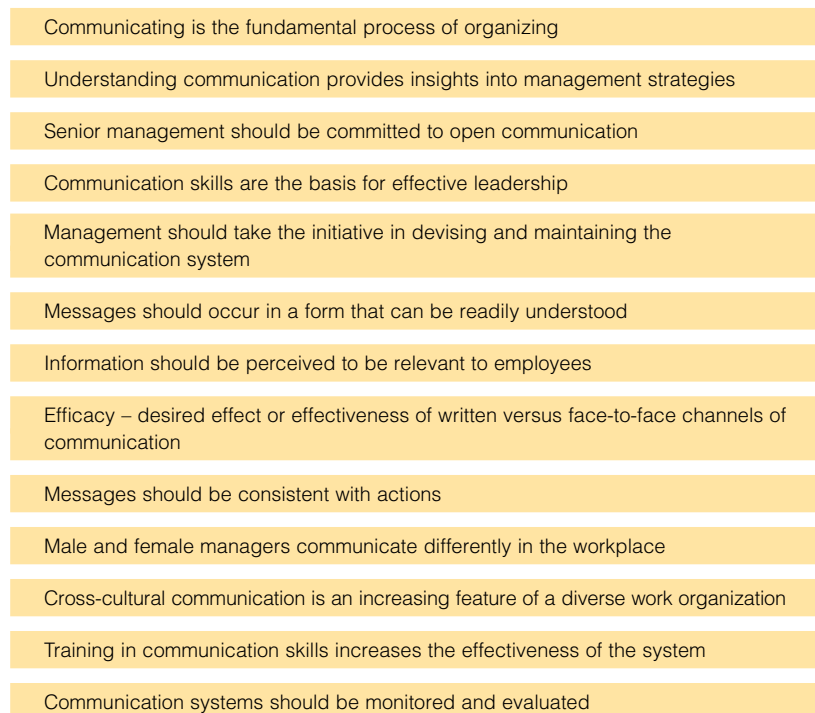 Communicating is the fundamental process of organizing
Understanding communication provides insights into management strategies
Senior management should be committed to open communication
Communication skills are the basis for effective leadership
Management should take the initiative in devising and maintaining the
communication system
Messages should occur in a form that can be readily understood
Information should be perceived to be relevant to employees
Efficacy – desired effect or effectiveness of written versus face-to-face channels of
communication
Messages should be consistent with actions
Male and female managers communicate differently in the workplace
Cross-cultural communication is an increasing feature of a diverse work organization
Training in communication skills increases the effectiveness of the system
Communication systems should be monitored and evaluated